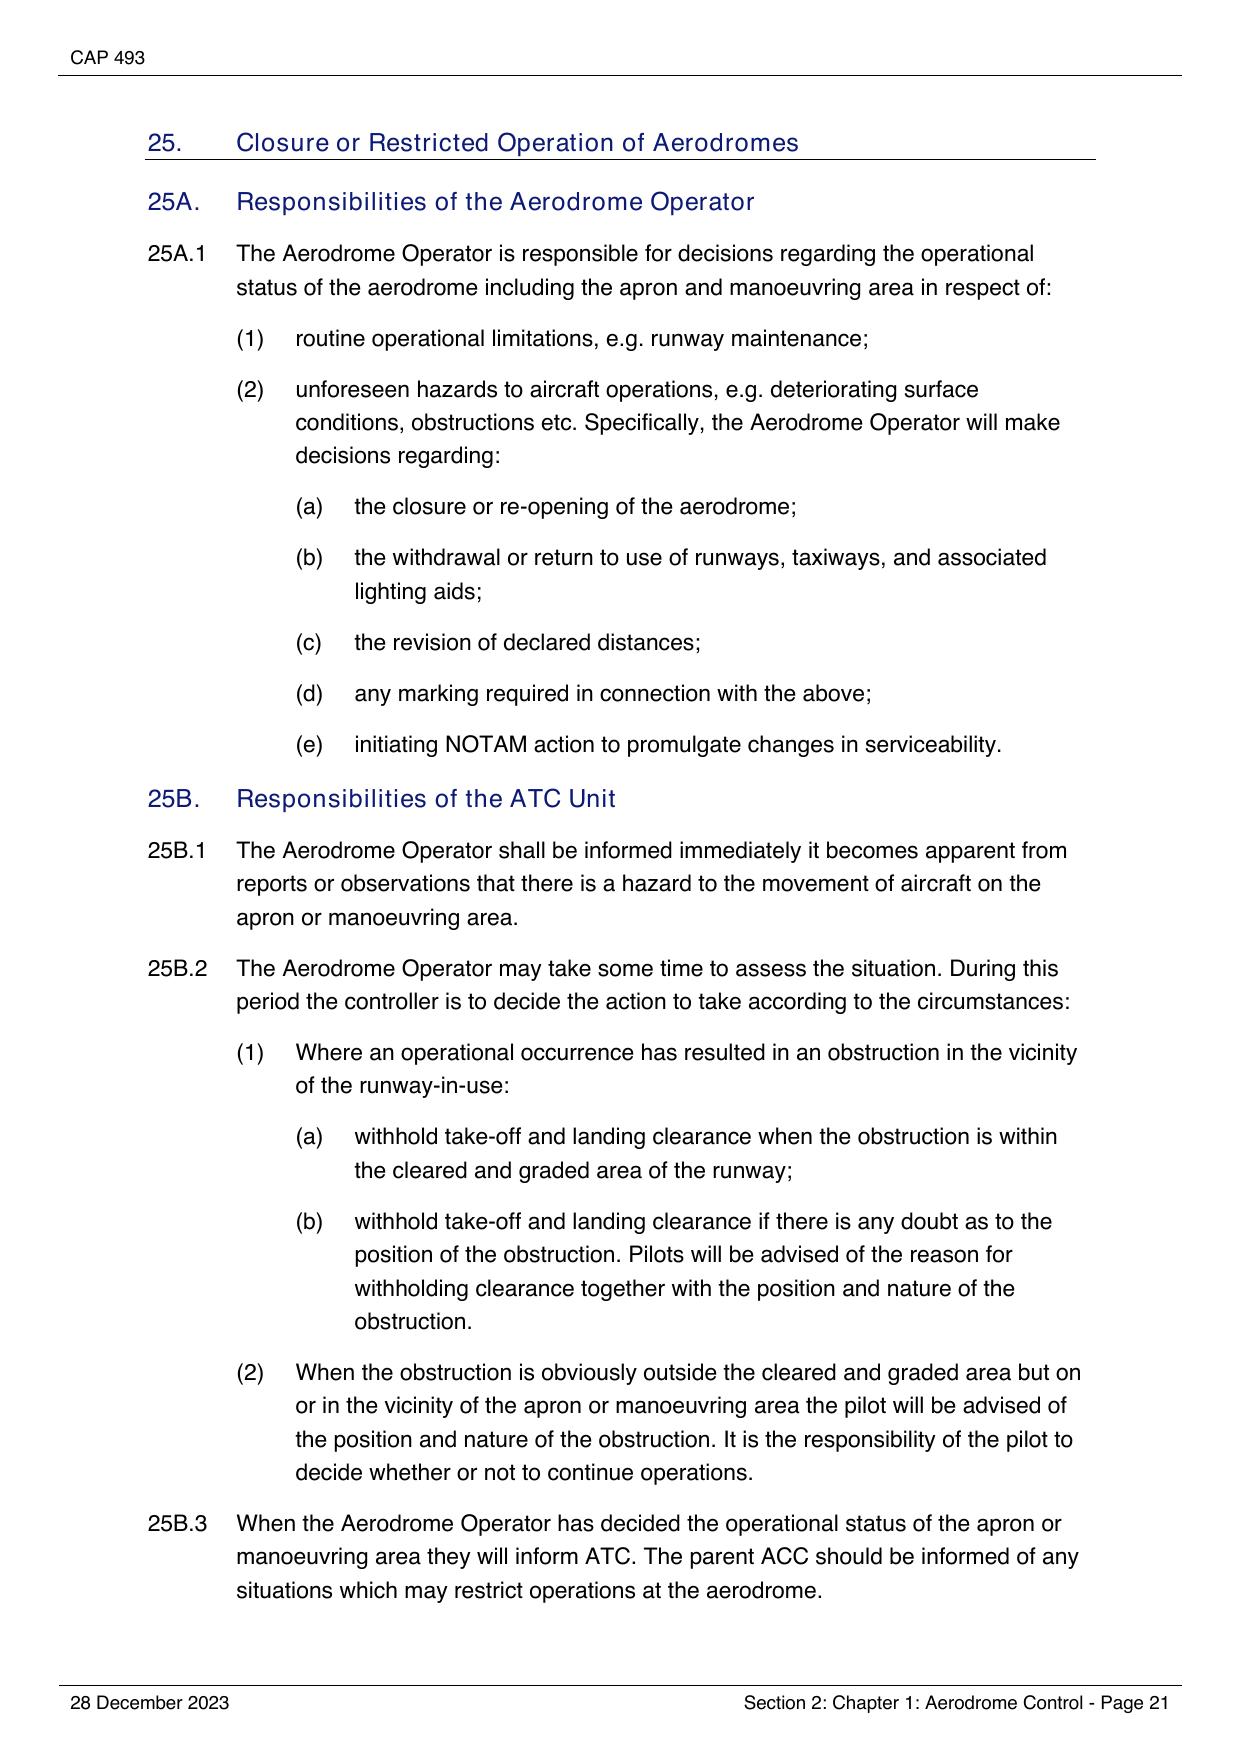 CAP 493
25. Closure or Restricted Operation of Aerodromes
25A. Responsibilities of the Aerodrome Operator
25A.1 The Aerodrome Operator is responsible for decisions regarding the operational
status of the aerodrome including the apron and manoeuvring area in respect of:
(1) routine operational limitations, e.g. runway maintenance;
(2) unforeseen hazards to aircraft operations, e.g. deteriorating surface
conditions, obstructions etc. Specifically, the Aerodrome Operator will make
decisions regarding:
(a) the closure or re-opening of the aerodrome;
(b) the withdrawal or return to use of runways, taxiways, and associated
lighting aids;
(c) the revision of declared distances;
(d) any marking required in connection with the above;
(e) initiating NOTAM action to promulgate changes in serviceability.
25B. Responsibilities of the ATC Unit
25B.1 The Aerodrome Operator shall be informed immediately it becomes apparent from
reports or observations that there is a hazard to the movement of aircraft on the
apron or manoeuvring area.
25B.2 The Aerodrome Operator may take some time to assess the situation. During this
period the controller is to decide the action to take according to the circumstances:
(1) Where an operational occurrence has resulted in an obstruction in the vicinity
of the runway-in-use:
(a) withhold take-off and landing clearance when the obstruction is within
the cleared and graded area of the runway;
(b) withhold take-off and landing clearance if there is any doubt as to the
position of the obstruction. Pilots will be advised of the reason for
withholding clearance together with the position and nature of the
obstruction.
(2) When the obstruction is obviously outside the cleared and graded area but on
or in the vicinity of the apron or manoeuvring area the pilot will be advised of
the position and nature of the obstruction. It is the responsibility of the pilot to
decide whether or not to continue operations.
25B.3 When the Aerodrome Operator has decided the operational status of the apron or
manoeuvring area they will inform ATC. The parent ACC should be informed of any
situations which may restrict operations at the aerodrome.
28 December 2023 Section 2: Chapter 1: Aerodrome Control - Page 21